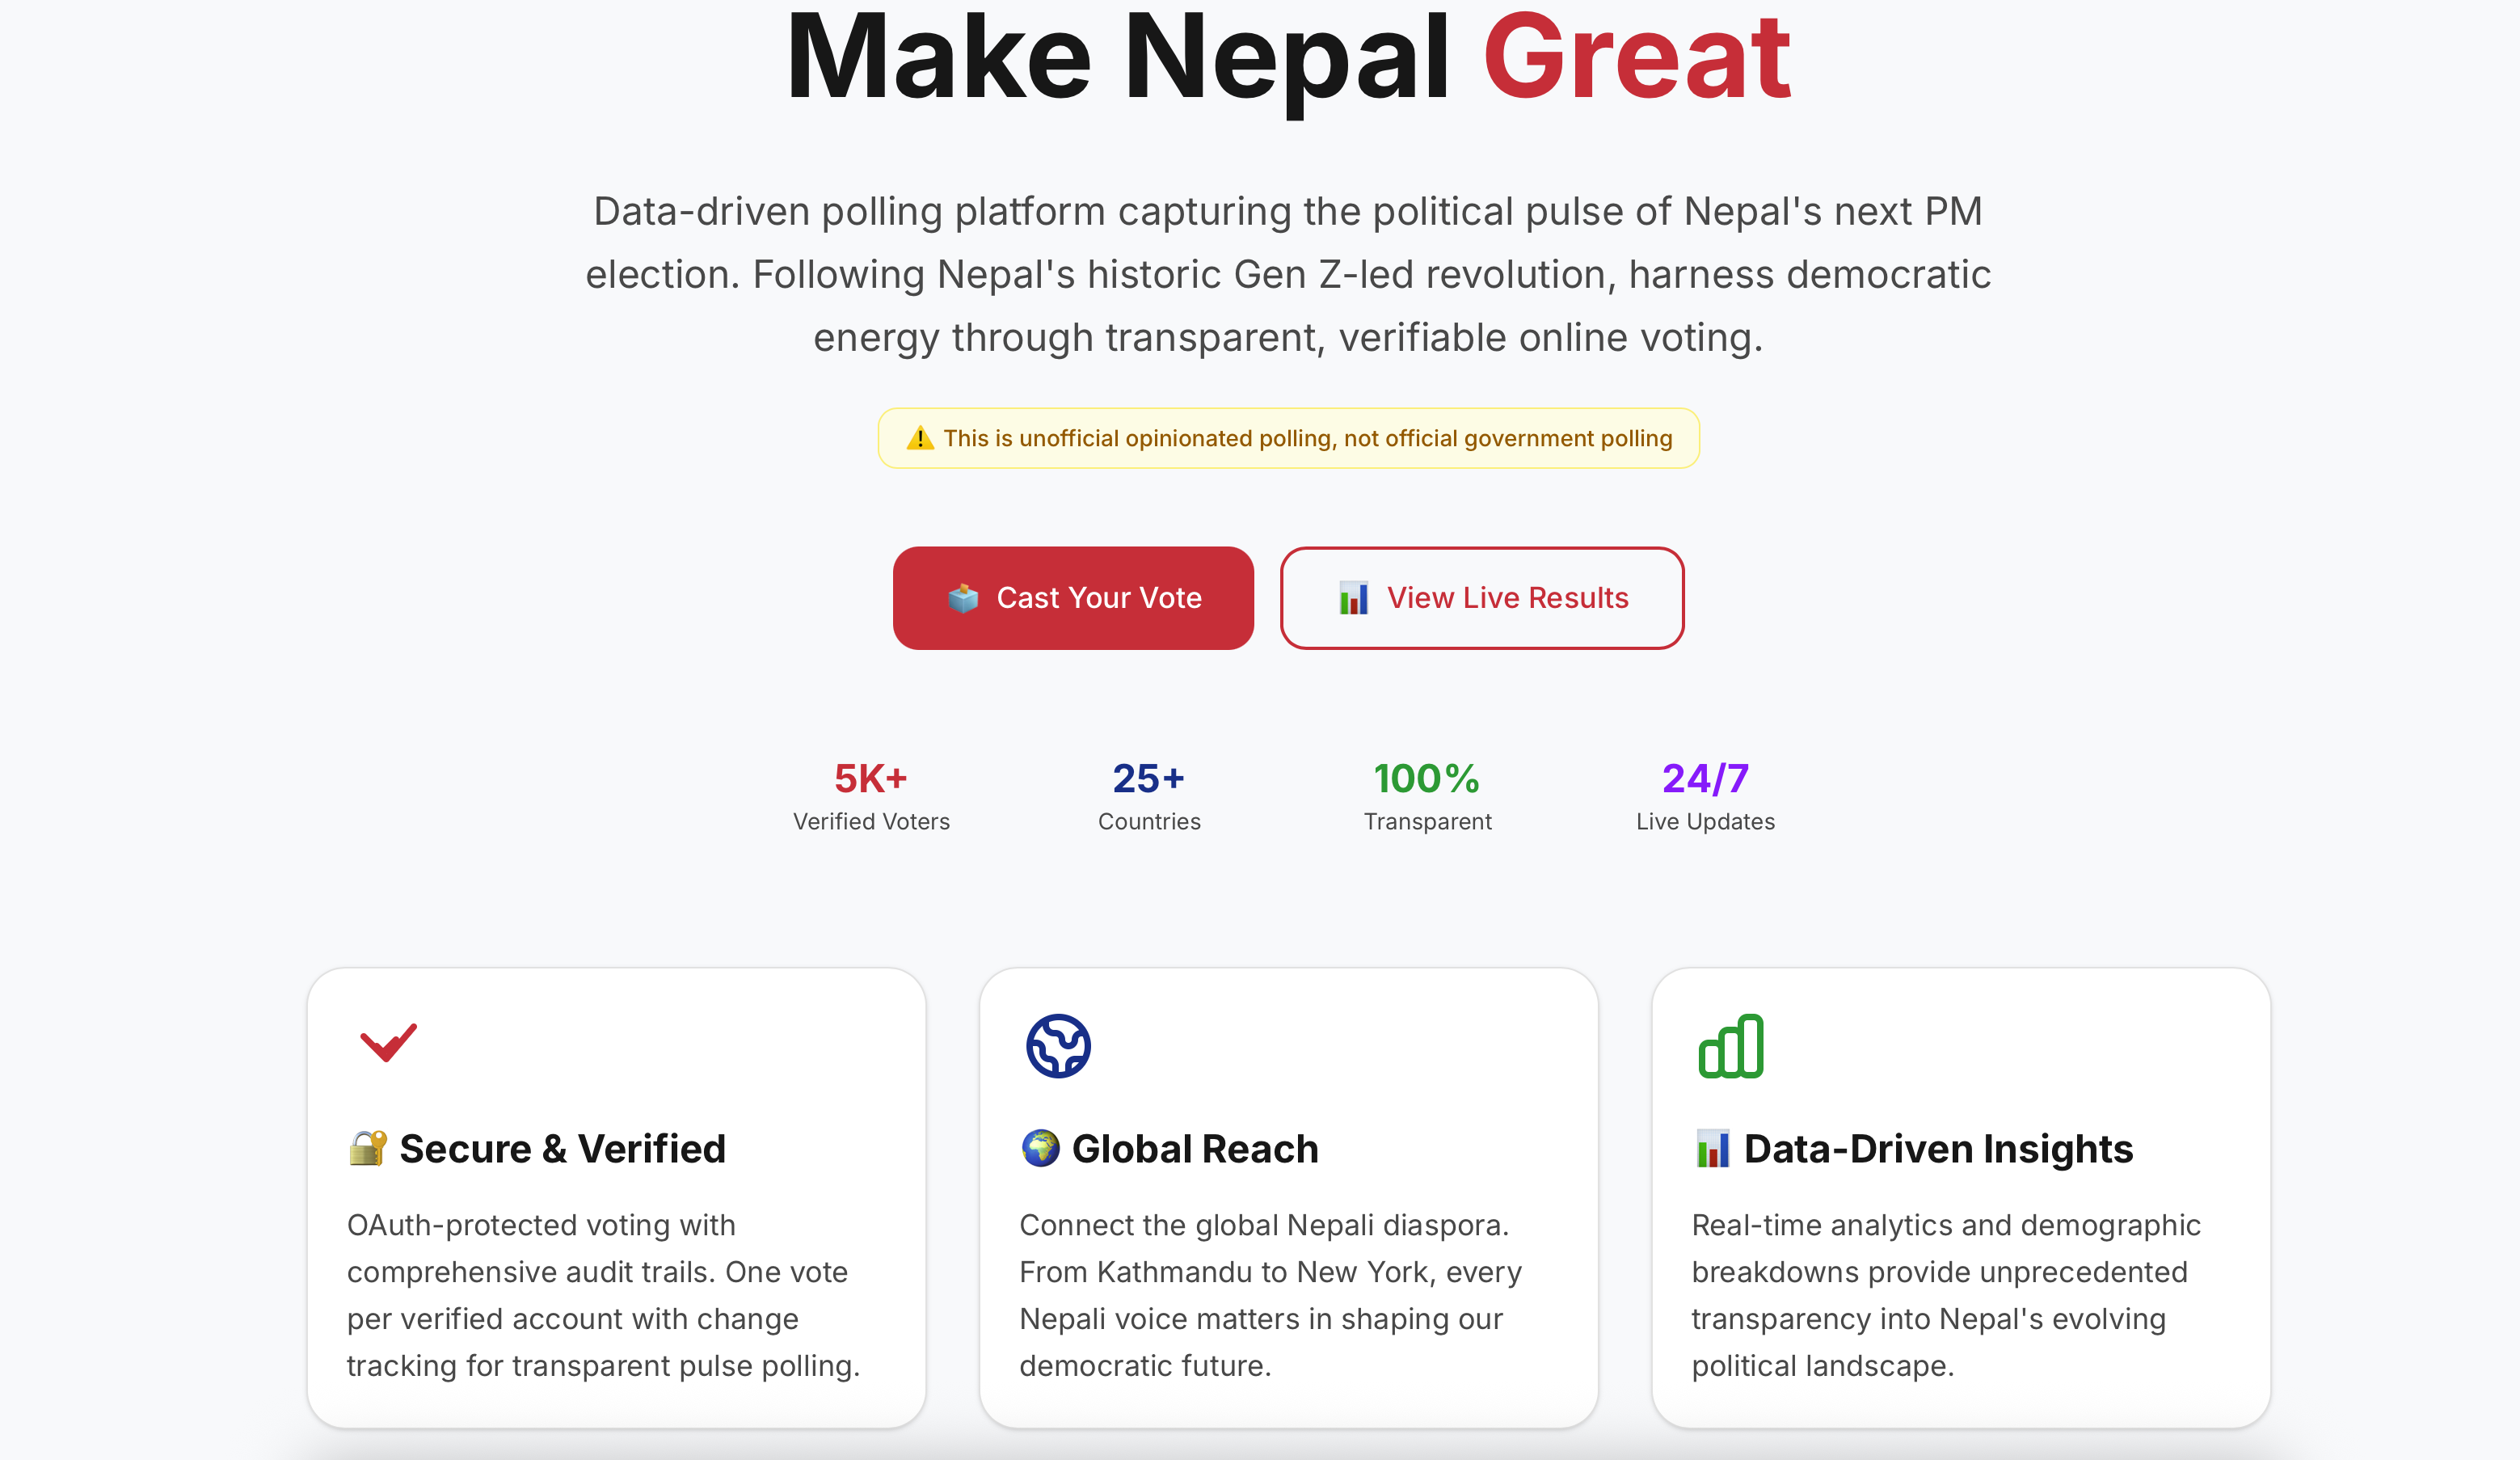 Make Nepal Great
Data-driven polling platform capturing the political pulse of Nepal's next PM
election. Following Nepal's historic Gen Z-led revolution, harness democratic
energy through transparent, verifiable online voting.
⚠️ This is unofficial opinionated polling, not official government polling
🗳️ Cast Your Vote
📊 View Live Results
5K+
Verified Voters
25+
Countries
100%
Transparent
24/7
Live Updates
🔐 Secure & Verified
OAuth-protected voting with
comprehensive audit trails. One vote
per verified account with change
tracking for transparent pulse polling.
🌍 Global Reach
Connect the global Nepali diaspora.
From Kathmandu to New York, every
Nepali voice matters in shaping our
democratic future.
📊 Data-Driven Insights
Real-time analytics and demographic
breakdowns provide unprecedented
transparency into Nepal's evolving
political landscape.